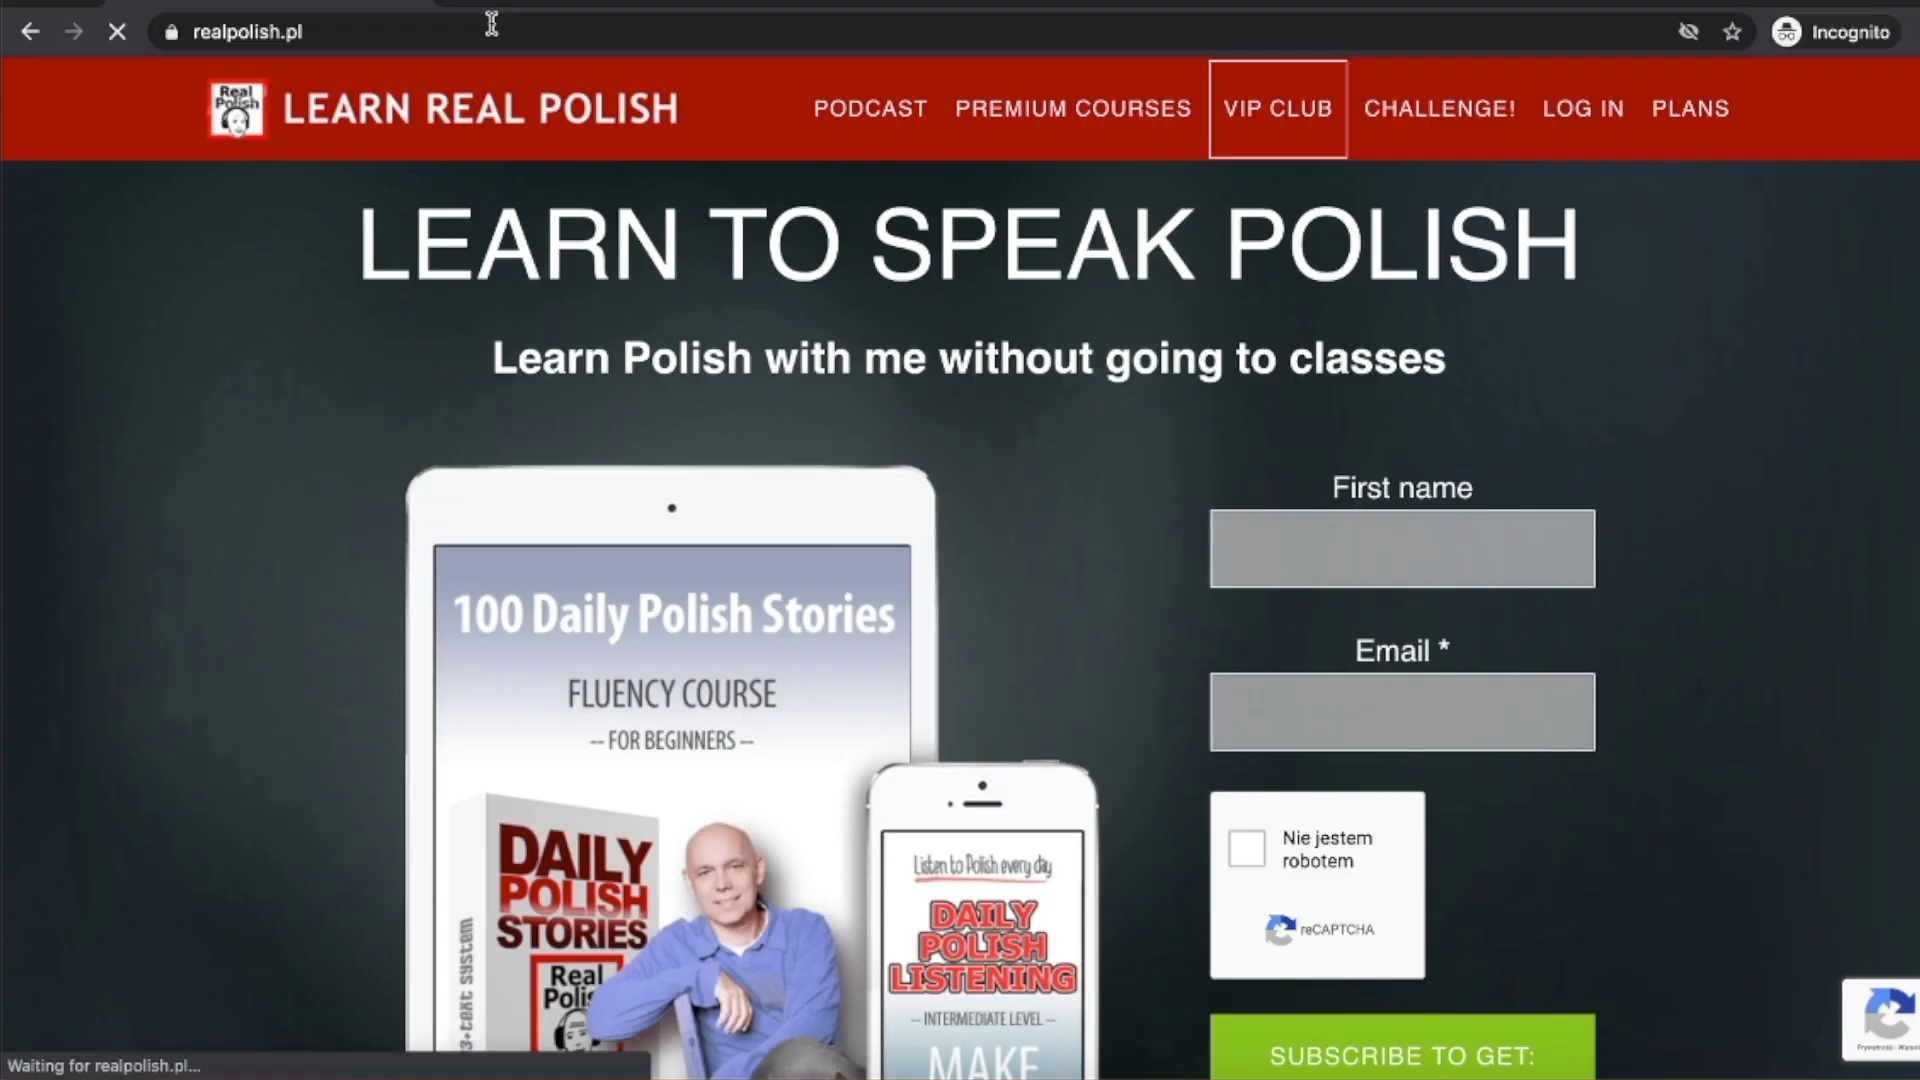 realpolish.pl
Incognito
Real
Polish
LEARN REAL POLISH
PODCAST
PREMIUM COURSES
VIP CLUB
CHALLENGE!
LOG IN
PLANS
LEARN TO SPEAK POLISH
Learn Polish with me without going to classes
100 Daily Polish Stories
FLUENCY COURSE
-- FOR BEGINNERS --
DAILY
POLISH
STORIES
Real
3+text system
Listen to Polish every day
DAILY
POLISH
LISTENING
-- INTERMEDIATE LEVEL --
MAKE
First name
Email *
Nie jestem
robotem
reCAPTCHA
SUBSCRIBE TO GET:
Waiting for realpolish.pl...